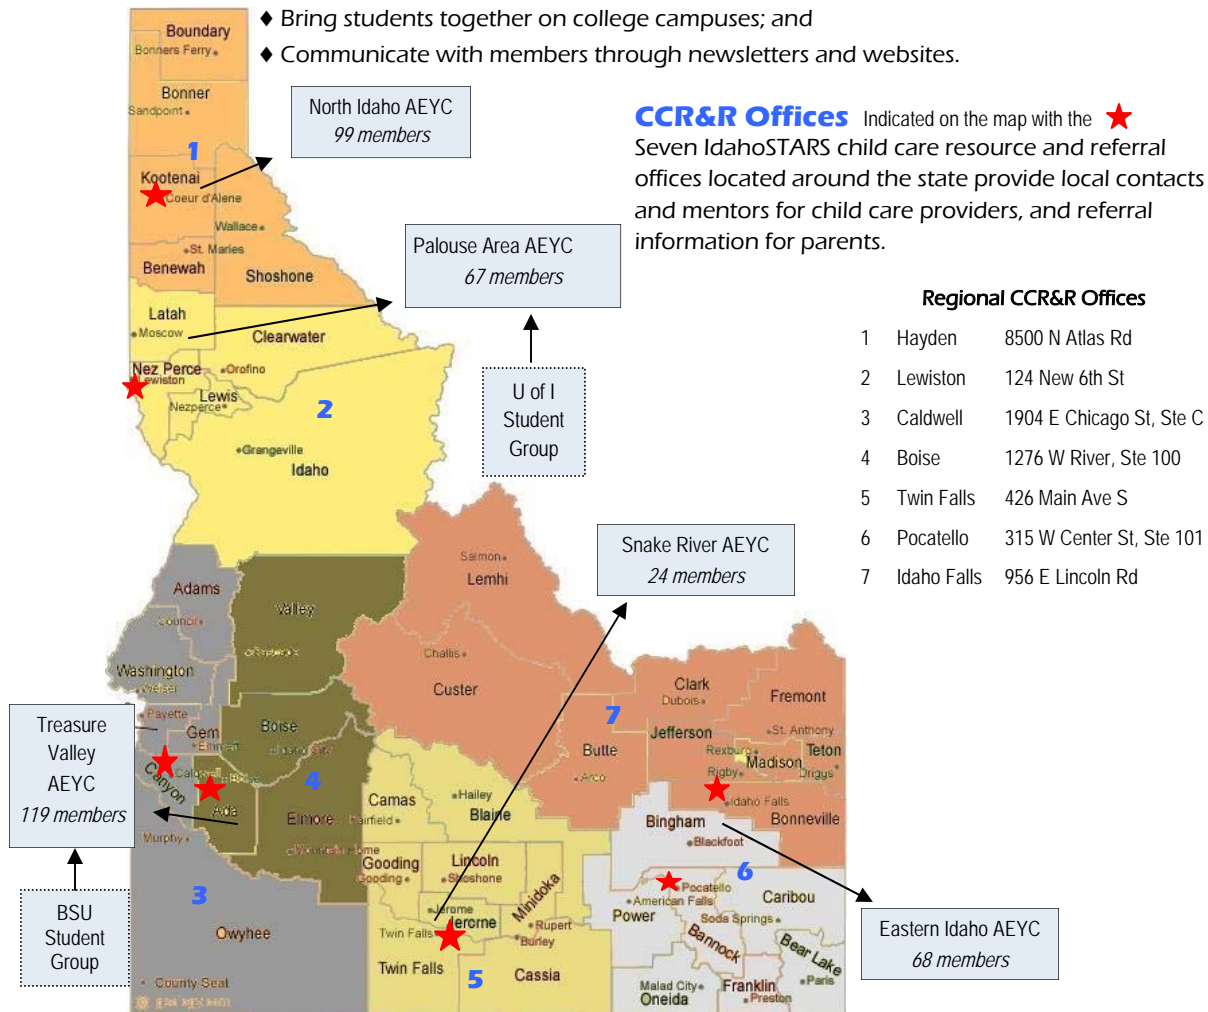 ♦ Bring students together on college campuses; and
♦ Communicate with members through newsletters and websites.
CCR&R Offices Indicated on the map with the
Seven IdahoSTARS child care resource and referral
offices located around the state provide local contacts
and mentors for child care providers, and referral
information for parents.
Regional CCR&R Offices
1 Hayden 8500 N Atlas Rd
2 Lewiston 124 New 6th St
3 Caldwell 1904 E Chicago St, Ste C
4 Boise 1276 W River, Ste 100
5 Twin Falls 426 Main Ave S
6 Pocatello 315 W Center St, Ste 101
7 Idaho Falls 956 E Lincoln Rd
North Idaho AEYC
99 members
Palouse Area AEYC
67 members
U of I
Student
Group
Snake River AEYC
24 members
Treasure
Valley
AEYC
119 members
BSU
Student
Group
Eastern Idaho AEYC
68 members
Boundary
Bonners Ferry
Bonner
Sandpoint
1
Kootenai
Coeur d'Alene
Wallace
St. Maries
Benewah
Shoshone
Latah
Moscow
Clearwater
Nez Perce
Orofino
Lewiston
Lewis
Nezperce
2
Grangeville
Idaho
Adams
Council
Valley
Cascade
Salmon
Lemhi
Washington
Weiser
Challis
Custer
Clark
Dubois
Fremont
Payette
Gem
Emmett
Boise
Idaho City
7
Butte
Arco
Jefferson
St. Anthony
Rexburg
Madison
Teton
Rigby
Driggs
Canyon
Caldwell
Boise
4
Ada
Elmore
Camas
Fairfield
Hailey
Blaine
Idaho Falls
Bonneville
Bingham
Blackfoot
Murphy
Mountain Home
Gooding
Gooding
Lincoln
Shoshone
Minidoka
6
3
Owyhee
Jerome
Jerome
Twin Falls
Rupert
Burley
Pocatello
American Falls
Power
Caribou
Soda Springs
Bannock
Bear Lake
Paris
Twin Falls
5
Cassia
Malad City
Oneida
Franklin
Preston
County Seat